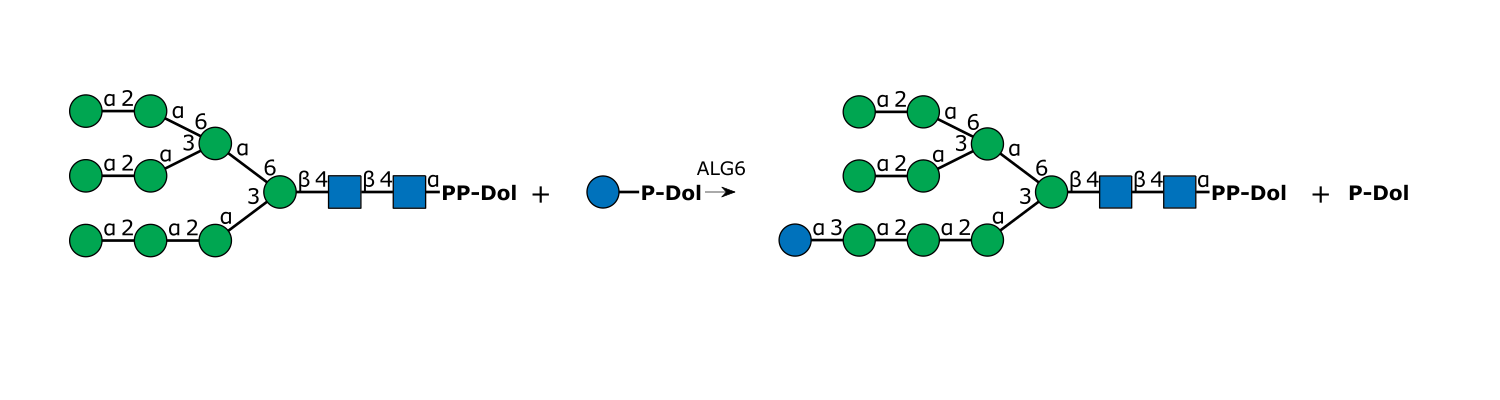 α 2 α 6 α 2 α 6
α 2 α 3 α α 2 α 3 α
6 β 4 β 4 α PP-Dol + P-Dol ALG6 6 β 4 β 4 α PP-Dol + P-Dol
3 3
α 2 α 2 α α 3 α 2 α 2 α